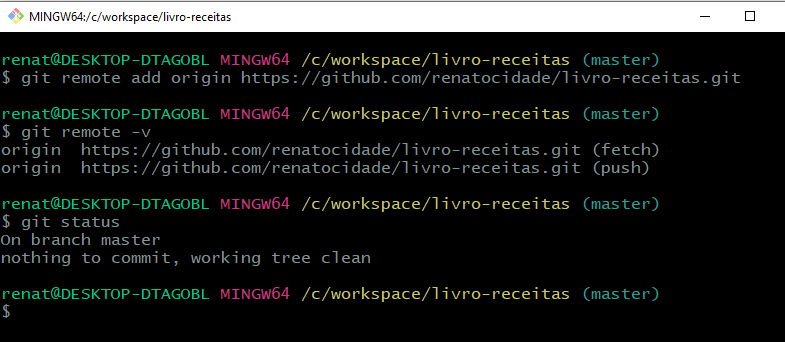 MINGW64:/c/workspace/livro-receitas
renat@DESKTOP-DTAGOBL MINGW64 /c/workspace/livro-receitas (master)
$ git remote add origin https://github.com/renatocidade/livro-receitas.git
renat@DESKTOP-DTAGOBL MINGW64 /c/workspace/livro-receitas (master)
$ git remote -v
origin  https://github.com/renatocidade/livro-receitas.git (fetch)
origin  https://github.com/renatocidade/livro-receitas.git (push)
renat@DESKTOP-DTAGOBL MINGW64 /c/workspace/livro-receitas (master)
$ git status
On branch master
nothing to commit, working tree clean
renat@DESKTOP-DTAGOBL MINGW64 /c/workspace/livro-receitas (master)
$